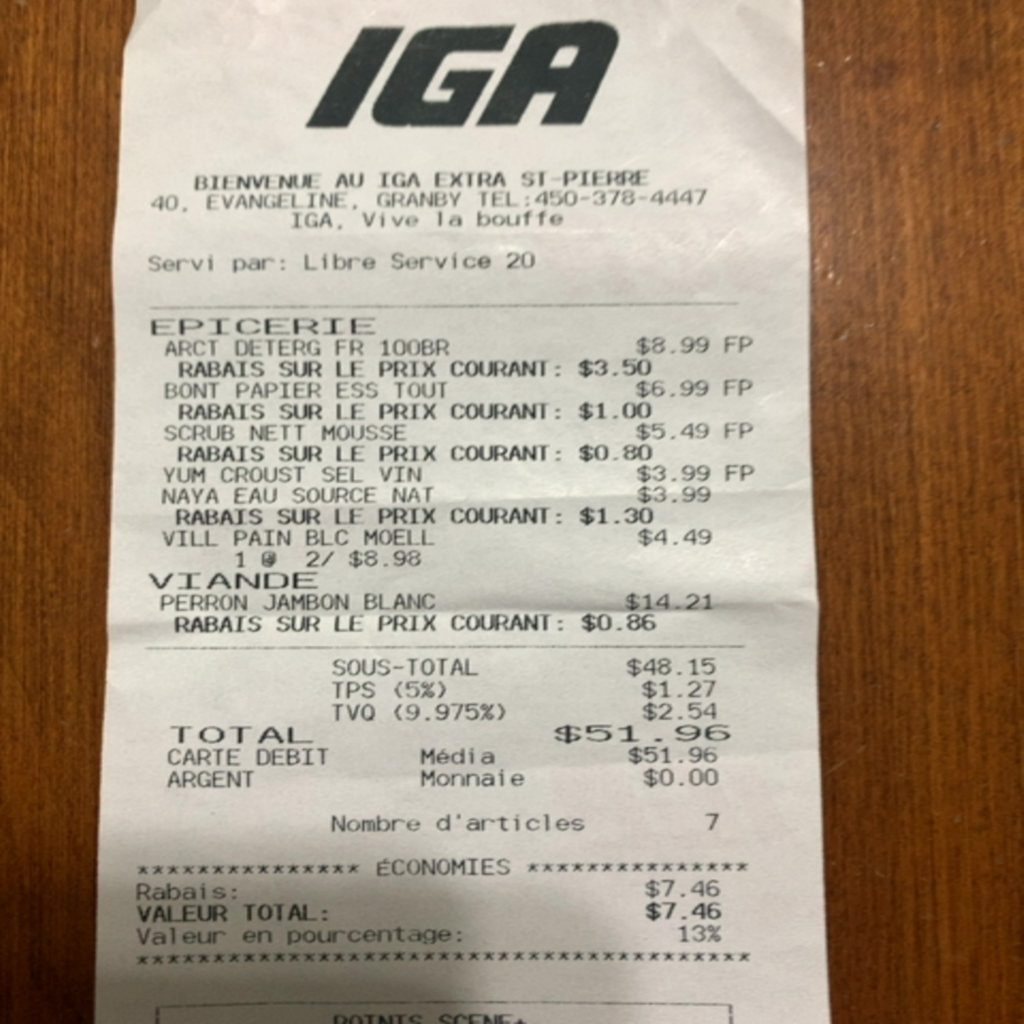 IGA
BIENVENUE AU IGA EXTRA ST-PIERRE
40, EVANGELINE, GRANBY TEL:450-378-4447
IGA, Vive la bouffe
Servi par: Libre Service 20
EPICERIE
ARCT DETERG FR 100BR $8.99 FP
RABAIS SUR LE PRIX COURANT: $3.50
BONT PAPIER ESS TOUT $6.99 FP
RABAIS SUR LE PRIX COURANT: $1.00
SCRUB NETT MOUSSE $5.49 FP
RABAIS SUR LE PRIX COURANT: $0.80
YUM CROUST SEL VIN $3.99 FP
NAYA EAU SOURCE NAT $3.99
RABAIS SUR LE PRIX COURANT: $1.30
VILL PAIN BLC MOELL $4.49
1 @ 2/ $8.98
VIANDE
PERRON JAMBON BLANC $14.21
RABAIS SUR LE PRIX COURANT: $0.86
SOUS-TOTAL $48.15
TPS (5%) $1.27
TVQ (9.975%) $2.54
TOTAL $51.96
CARTE DEBIT Média $51.96
ARGENT Monnaie $0.00
Nombre d'articles 7
*************** ÉCONOMIES ***************
Rabais: $7.46
VALEUR TOTAL: $7.46
Valeur en pourcentage: 13%
*****************************************
POINTS SCENE+